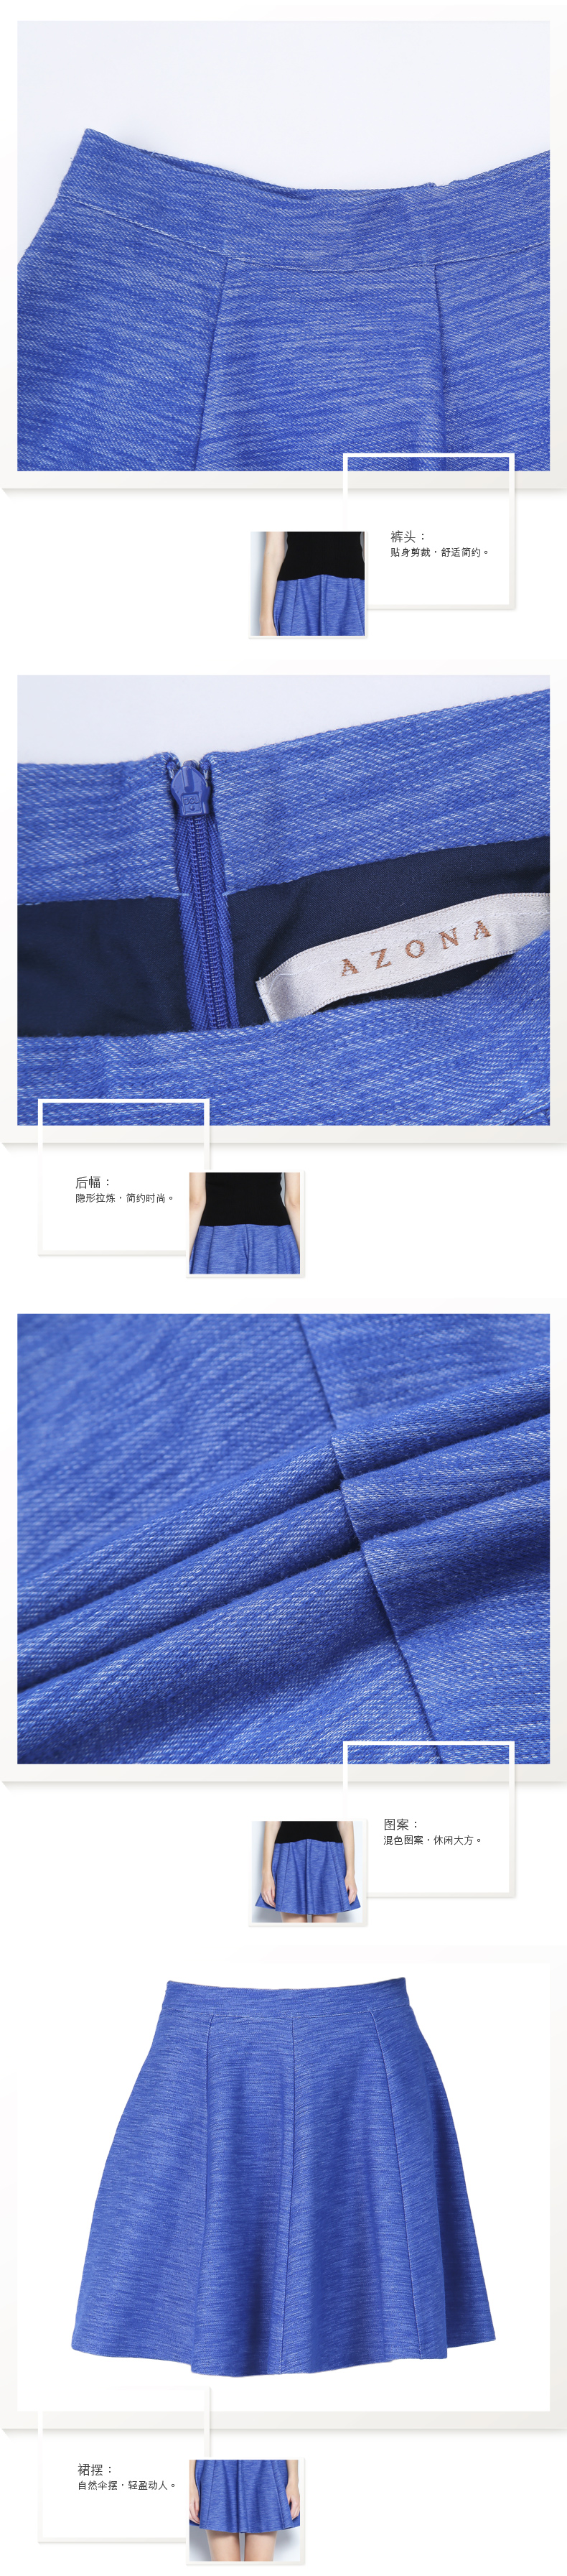 裤头：
贴身剪裁，舒适简约。
AZONA
后幅：
隐形拉炼，简约时尚。
图案：
混色图案，休闲大方。
裙摆：
自然伞摆，轻盈动人。